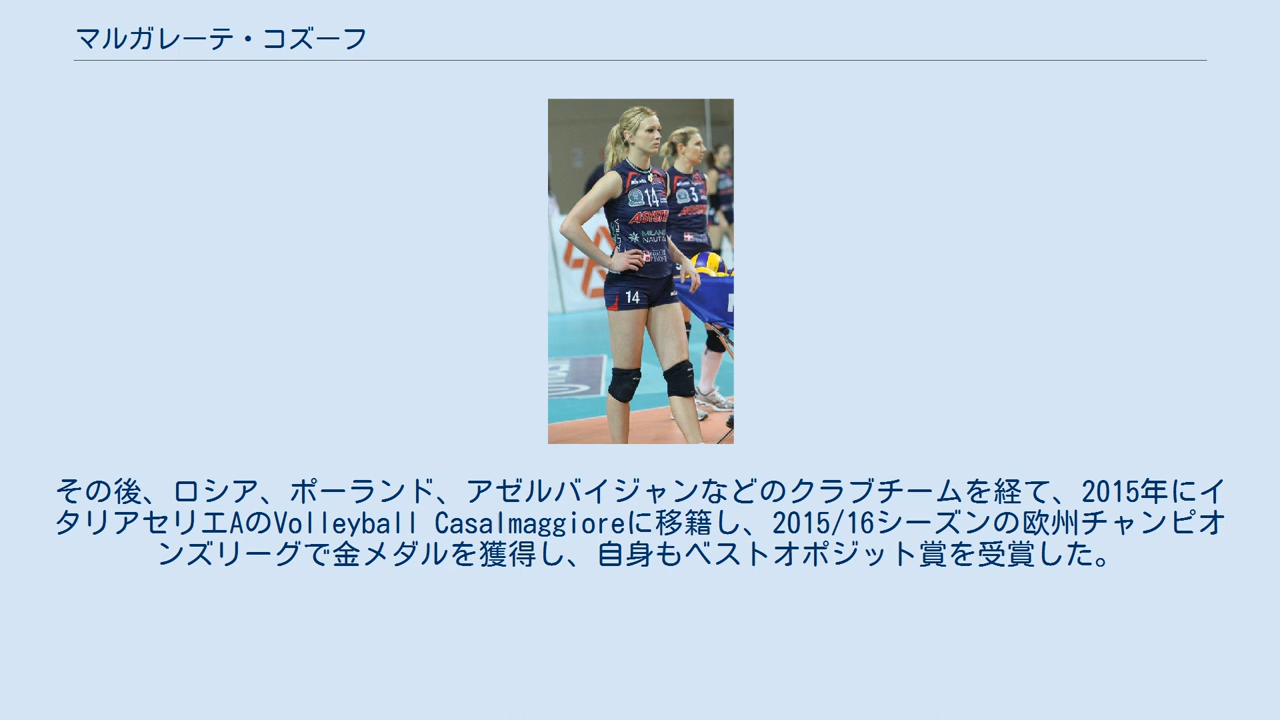 マルガレーテ・コズーフ
14
3
ASYSTEL
MILANO
NAUTICA
14
その後、ロシア、ポーランド、アゼルバイジャンなどのクラブチームを経て、2015年にイ
タリアセリエAのVolleyball Casalmaggioreに移籍し、2015/16シーズンの欧州チャンピオ
ンズリーグで金メダルを獲得し、自身もベストオポジット賞を受賞した。